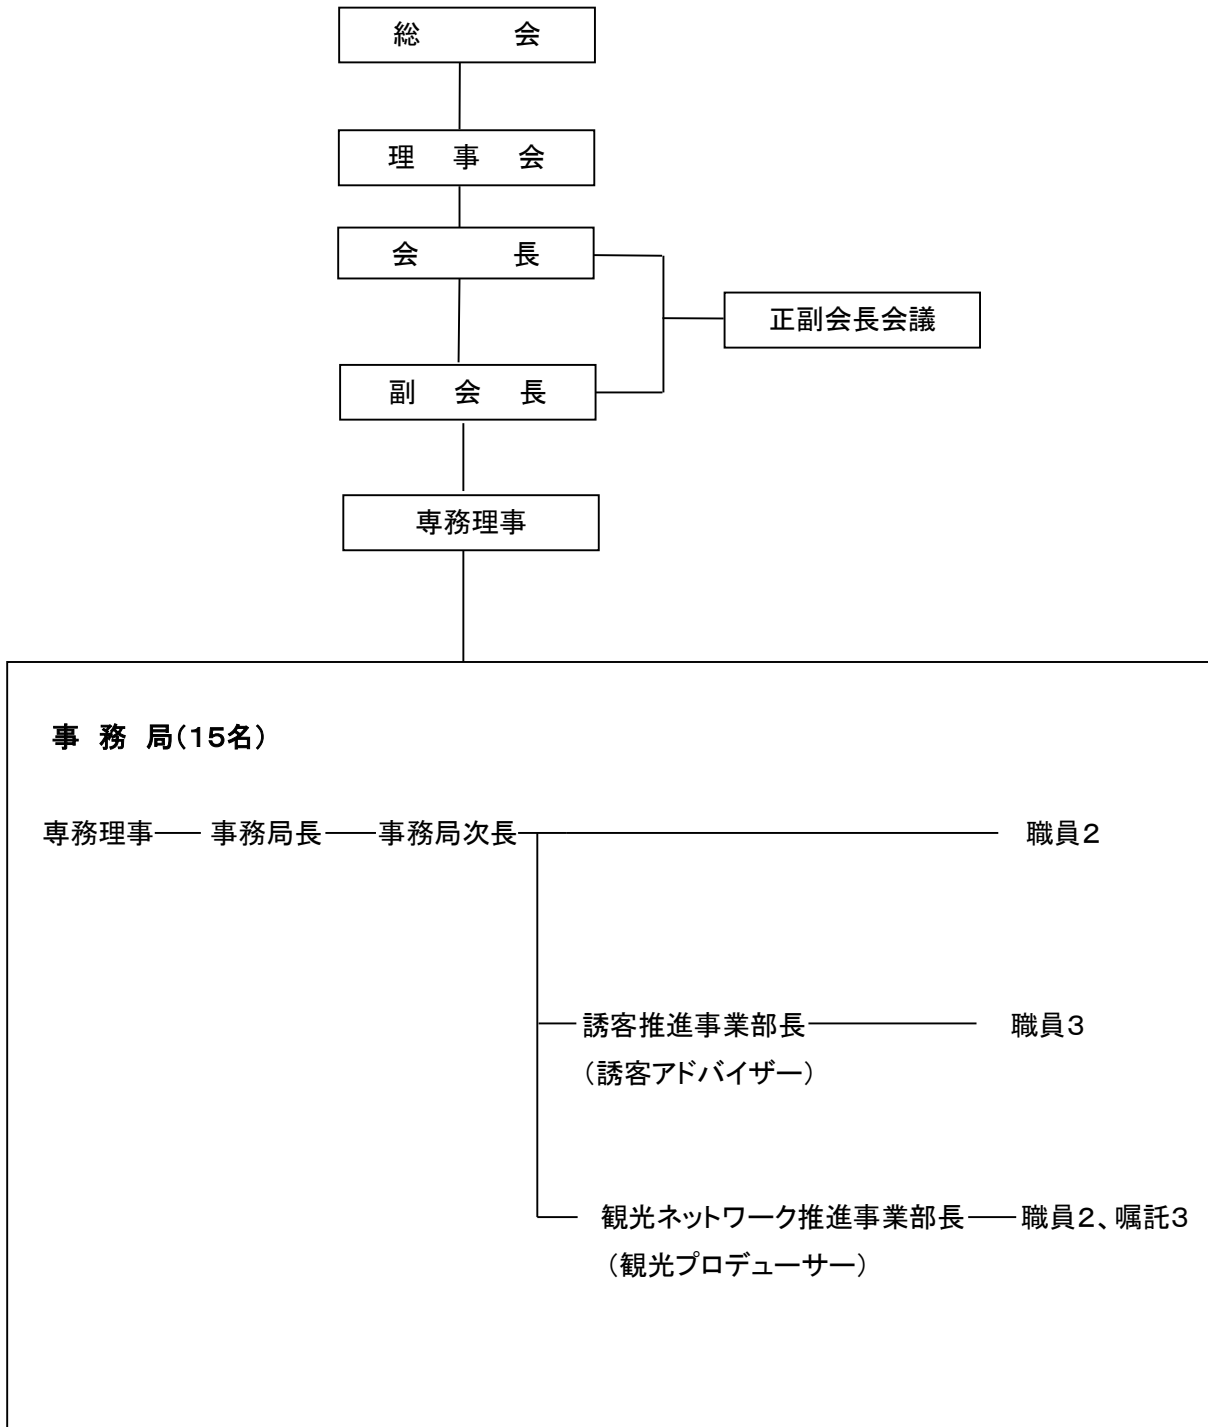 総　　　会
理　事　会
会　　　長
正副会長会議
副　会　長
専務理事
事　務　局（１５名）
専務理事　事務局長　事務局次長　職員２
誘客推進事業部長　職員３
（誘客アドバイザー）
観光ネットワーク推進事業部長　職員２、嘱託３
（観光プロデューサー）